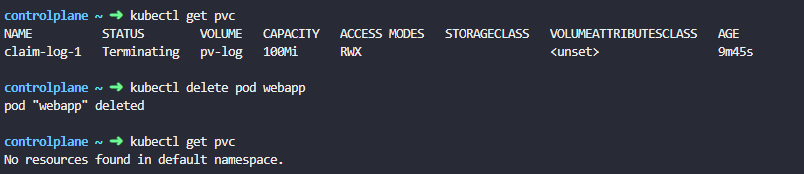 controlplane ~ ➜ kubectl get pvc
NAME          STATUS        VOLUME   CAPACITY   ACCESS MODES   STORAGECLASS   VOLUMEATTRIBUTESCLASS   AGE
claim-log-1   Terminating   pv-log   100Mi      RWX                           <unset>                 9m45s
controlplane ~ ➜ kubectl delete pod webapp
pod "webapp" deleted
controlplane ~ ➜ kubectl get pvc
No resources found in default namespace.